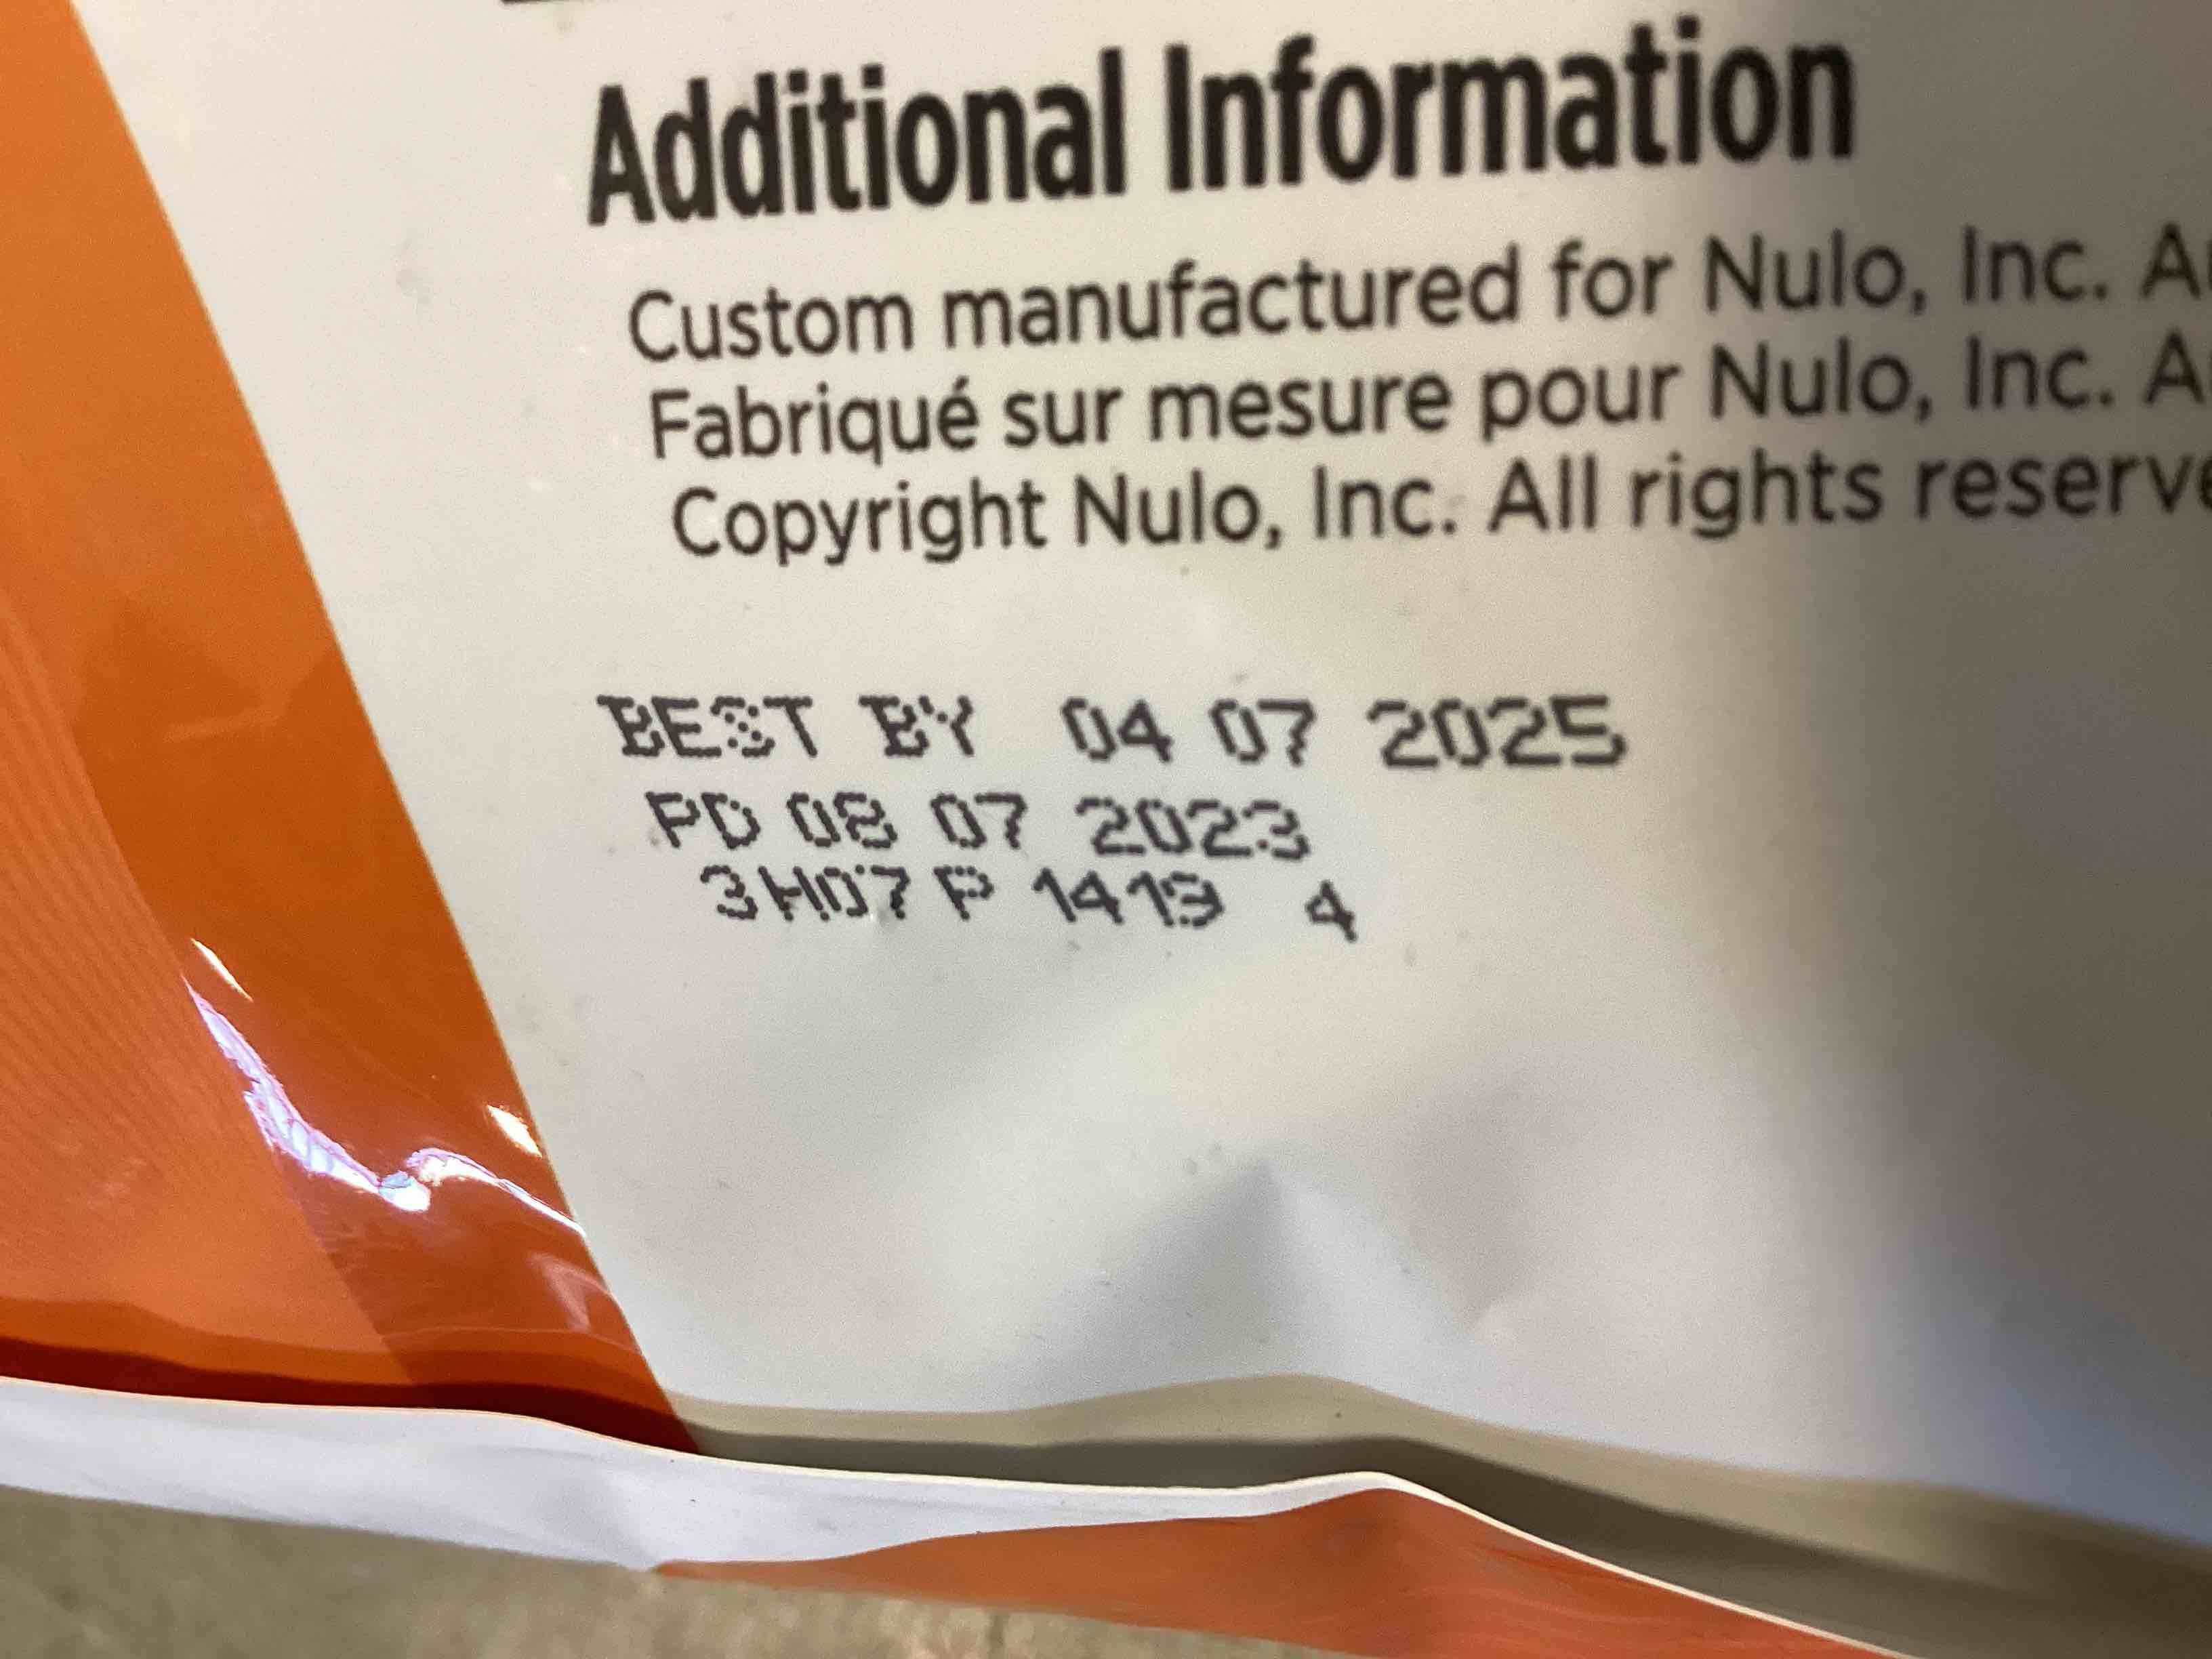 Additional Information
Custom manufactured for Nulo, Inc.
Fabriqué sur mesure pour Nulo, Inc.
Copyright Nulo, Inc. All rights
BEST BY 04 07 2025
PD 08 07 2023
3H07 P 1419 4